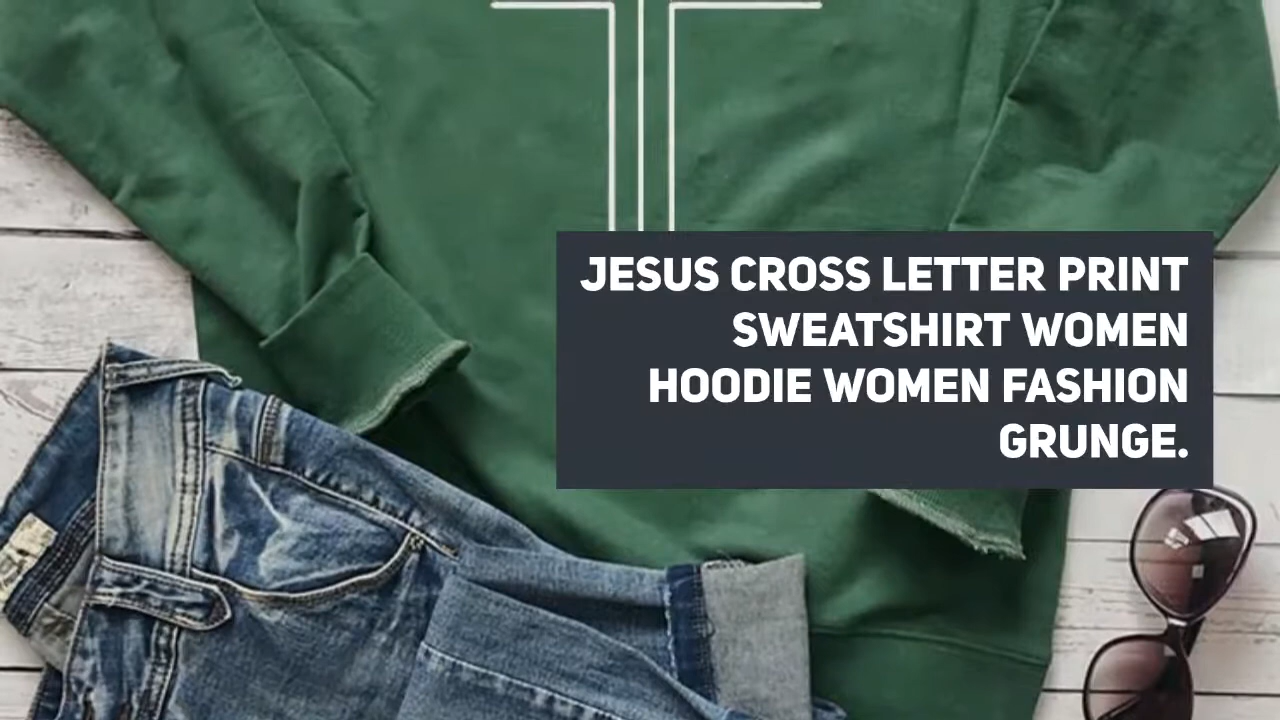 JESUS CROSS LETTER PRINT
SWEATSHIRT WOMEN
HOODIE WOMEN FASHION
GRUNGE.